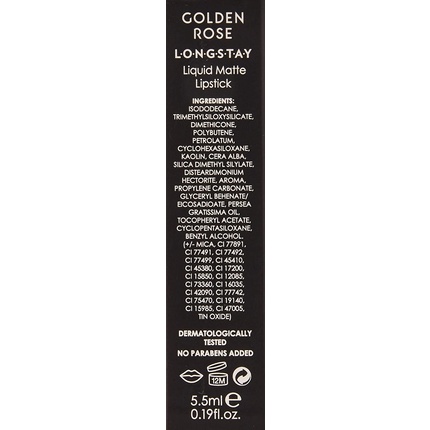 GOLDEN
ROSE
L·O·N·G·S·T·A·Y
Liquid Matte
Lipstick
INGREDIENTS:
ISODODECANE,
TRIMETHYLSILOXYSILICATE,
DIMETHICONE,
POLYBUTENE,
PETROLATUM,
CYCLOHEXASILOXANE,
KAOLIN, CERA ALBA,
SILICA DIMETHYL SILYLATE,
DISTEARDIMONIUM
HECTORITE, AROMA,
PROPYLENE CARBONATE,
GLYCERYL BEHENATE/
EICOSADIOATE, PERSEA
GRATISSIMA OIL,
TOCOPHERYL ACETATE,
CYCLOPENTASILOXANE,
BENZYL ALCOHOL.
(+/- MICA, CI 77891,
CI 77491, CI 77492,
CI 77499, CI 45410,
CI 45380, CI 17200,
CI 15850, CI 12085,
CI 73360, CI 16035,
CI 42090, CI 77742,
CI 75470, CI 19140,
CI 15985, CI 47005,
TIN OXIDE)
DERMATOLOGICALLY
TESTED
NO PARABENS ADDED
12M
5.5ml℮
0.19fl.oz.